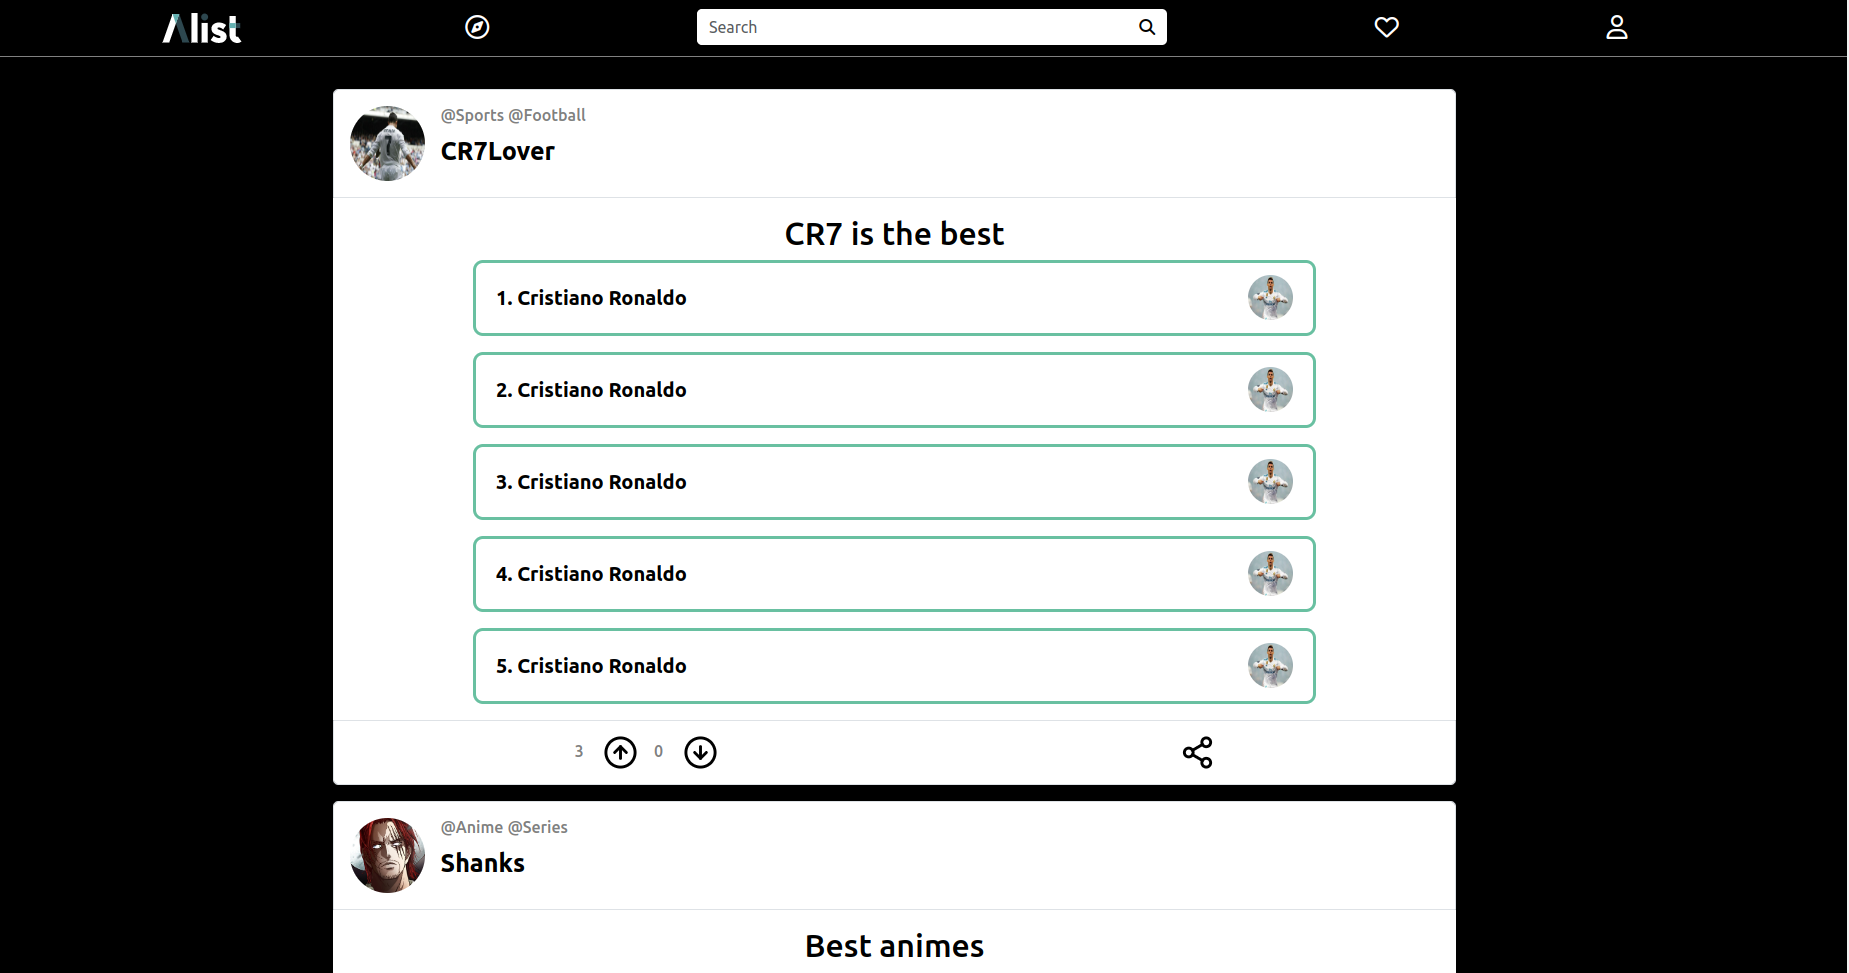 Alist
Search
@Sports @Football
CR7Lover
CR7 is the best
1. Cristiano Ronaldo
2. Cristiano Ronaldo
3. Cristiano Ronaldo
4. Cristiano Ronaldo
5. Cristiano Ronaldo
3 0
@Anime @Series
Shanks
Best animes